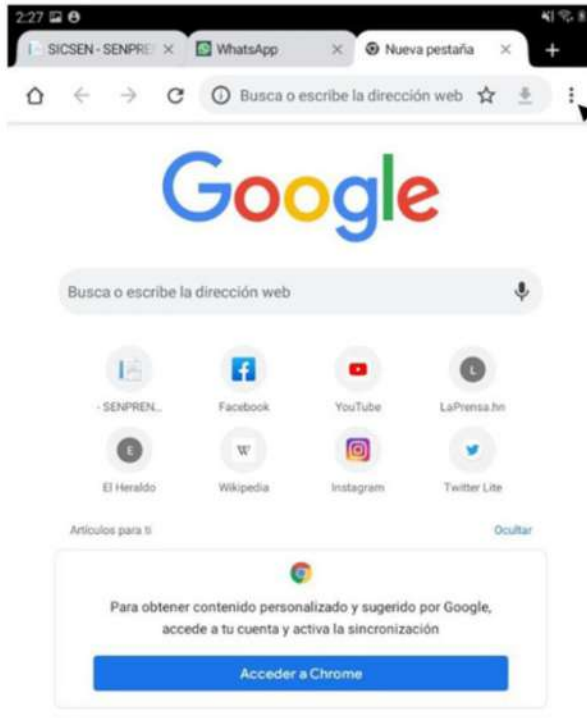 2:27
SICSEN - SENPRE
WhatsApp
Nueva pestaña
Busca o escribe la dirección web
Google
Busca o escribe la dirección web
- SENPREN...
Facebook
YouTube
L
LaPrensa.hn
E
El Heraldo
W
Wikipedia
Instagram
Twitter Lite
Artículos para ti
Ocultar
Para obtener contenido personalizado y sugerido por Google,
accede a tu cuenta y activa la sincronización
Acceder a Chrome